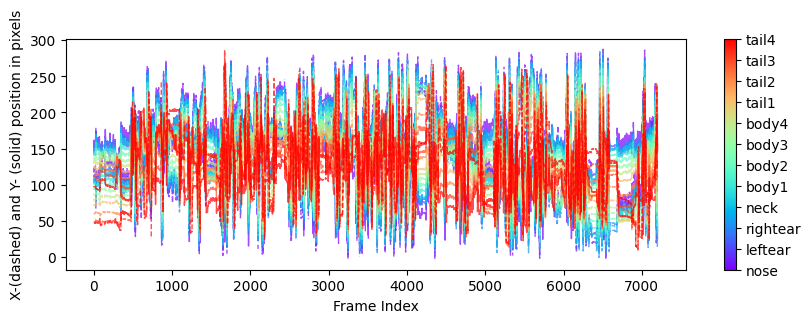 X-(dashed) and Y- (solid) position in pixels
300
250
200
150
100
50
0
0 1000 2000 3000 4000 5000 6000 7000
Frame Index
tail4
tail3
tail2
tail1
body4
body3
body2
body1
neck
rightear
leftear
nose